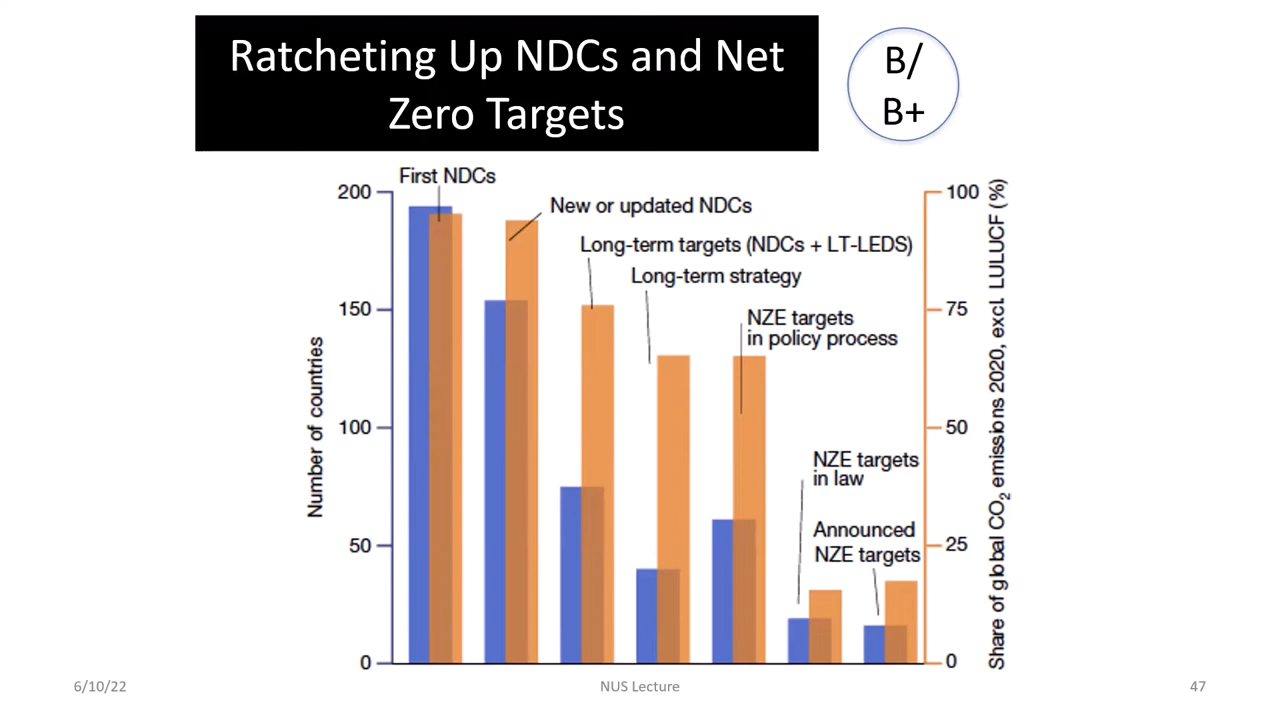 Ratcheting Up NDCs and Net
Zero Targets
B/
B+
First NDCs
New or updated NDCs
Long-term targets (NDCs + LT-LEDS)
Long-term strategy
NZE targets
in policy process
NZE targets
in law
Announced
NZE targets
Number of countries
200
150
100
50
0
100
75
50
25
0
Share of global CO₂ emissions 2020, excl. LULUCF (%)
6/10/22
NUS Lecture
47